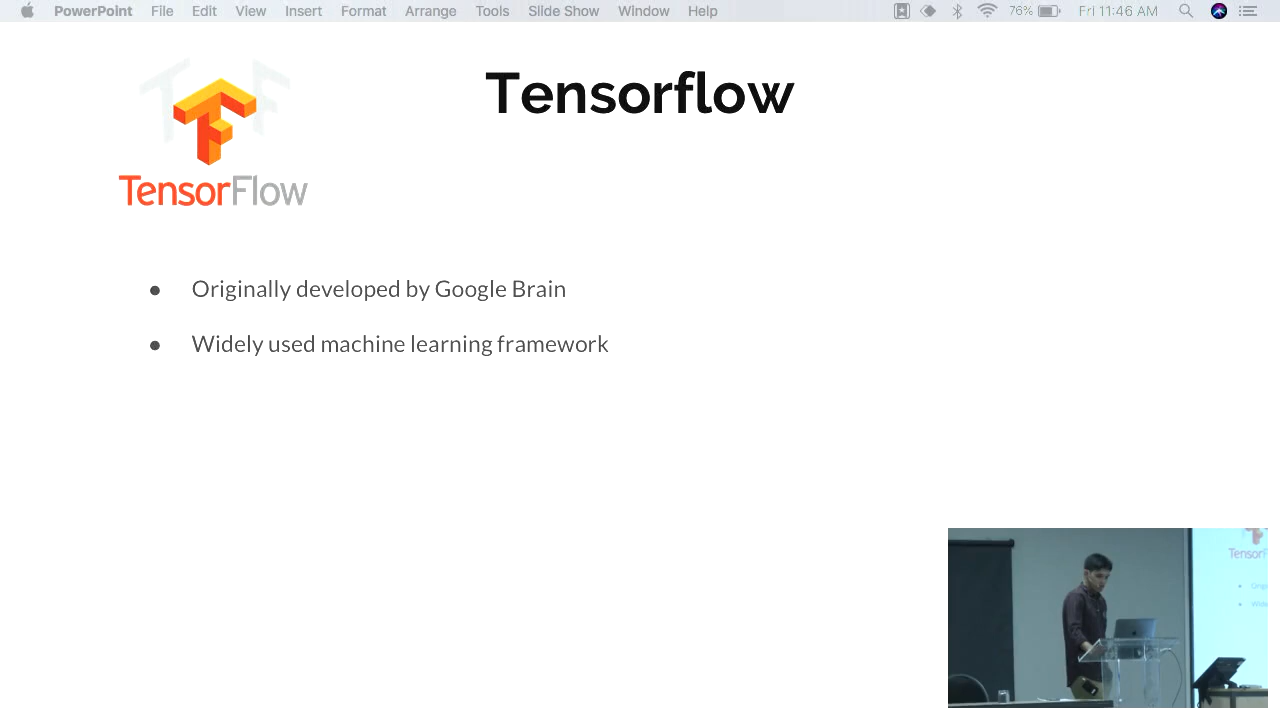 PowerPoint File Edit View Insert Format Arrange Tools Slide Show Window Help 76% Fri 11:46 AM
Tensorflow
TensorFlow
Originally developed by Google Brain
Widely used machine learning framework
Tensor